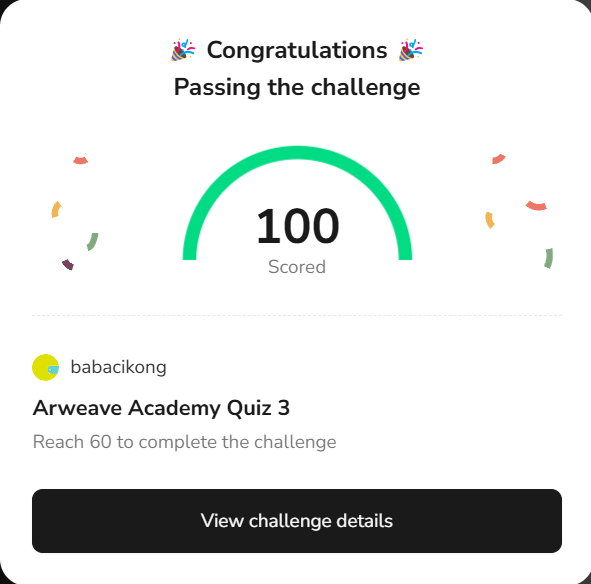 🎉 Congratulations 🎉
Passing the challenge
100
Scored
babacikong
Arweave Academy Quiz 3
Reach 60 to complete the challenge
View challenge details